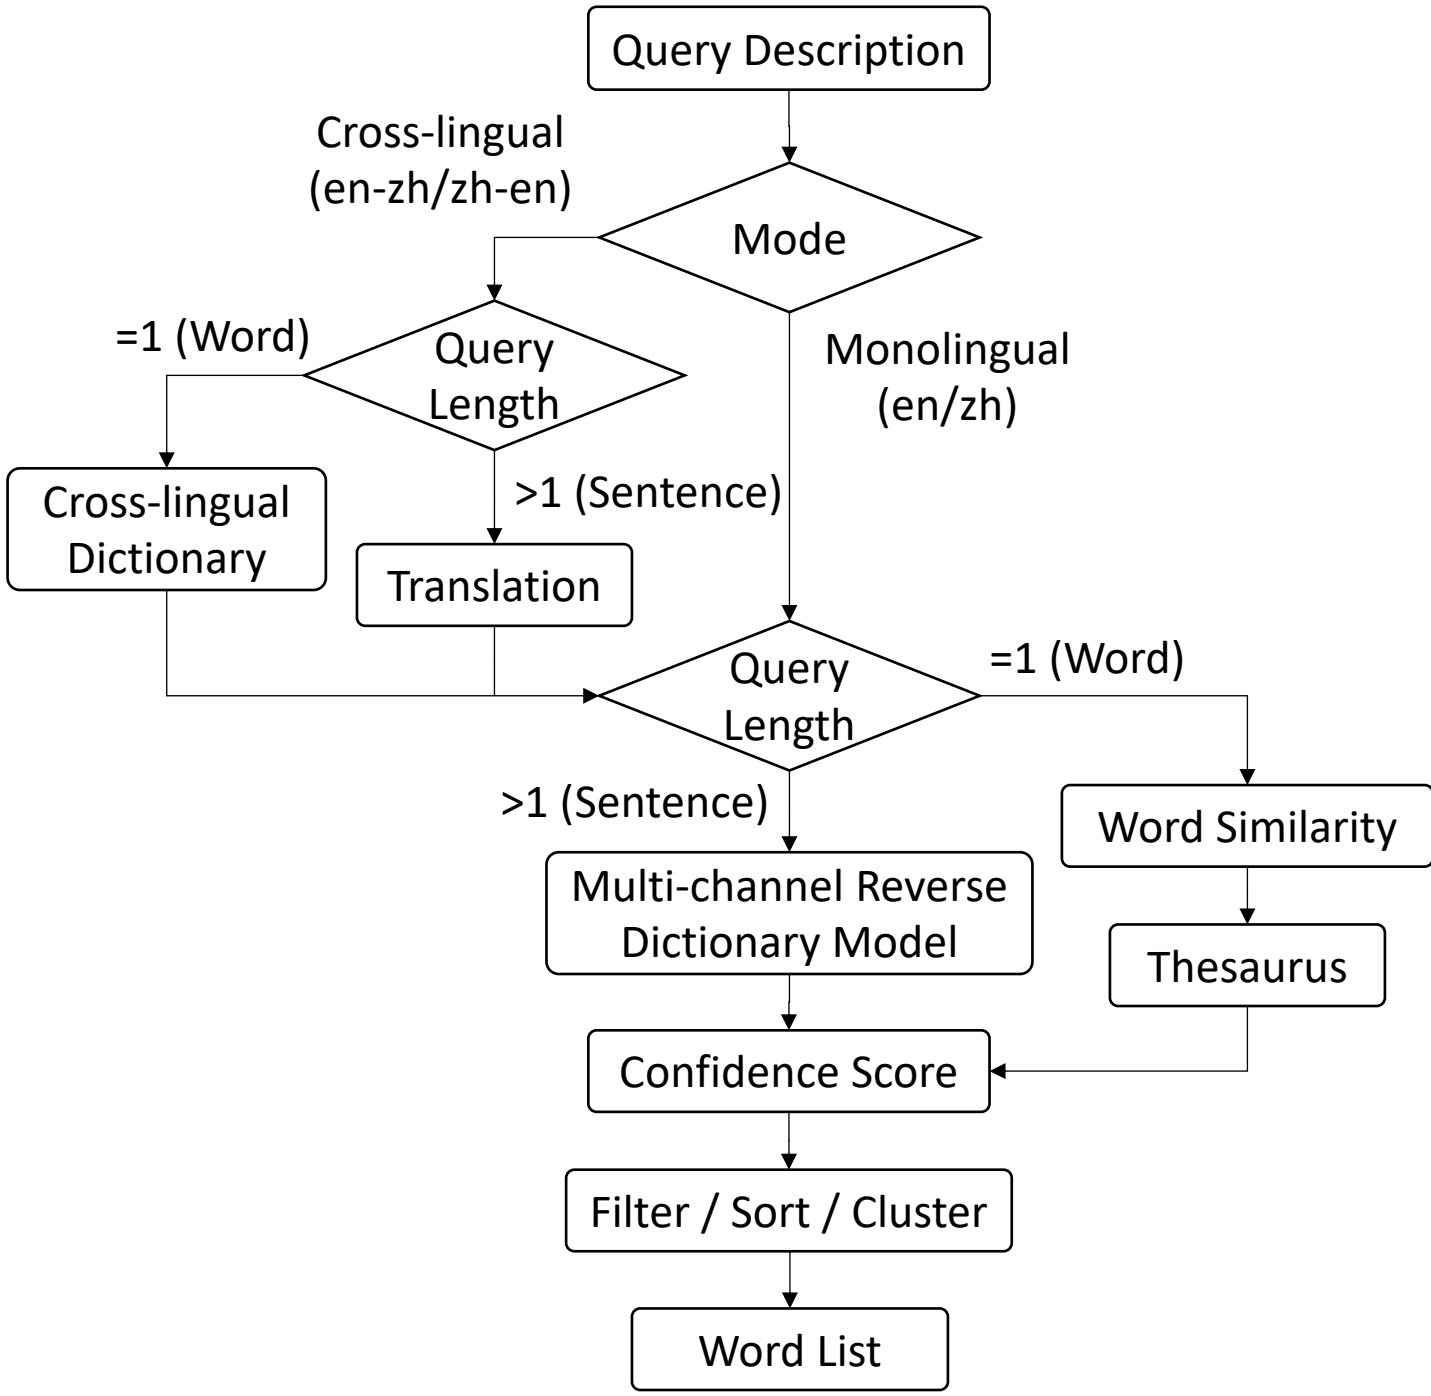 Query Description
Cross-lingual
(en-zh/zh-en)
Mode
=1 (Word)
Query
Length
Monolingual
(en/zh)
Cross-lingual
Dictionary
>1 (Sentence)
Translation
Query
Length
=1 (Word)
>1 (Sentence)
Word Similarity
Multi-channel Reverse
Dictionary Model
Thesaurus
Confidence Score
Filter / Sort / Cluster
Word List